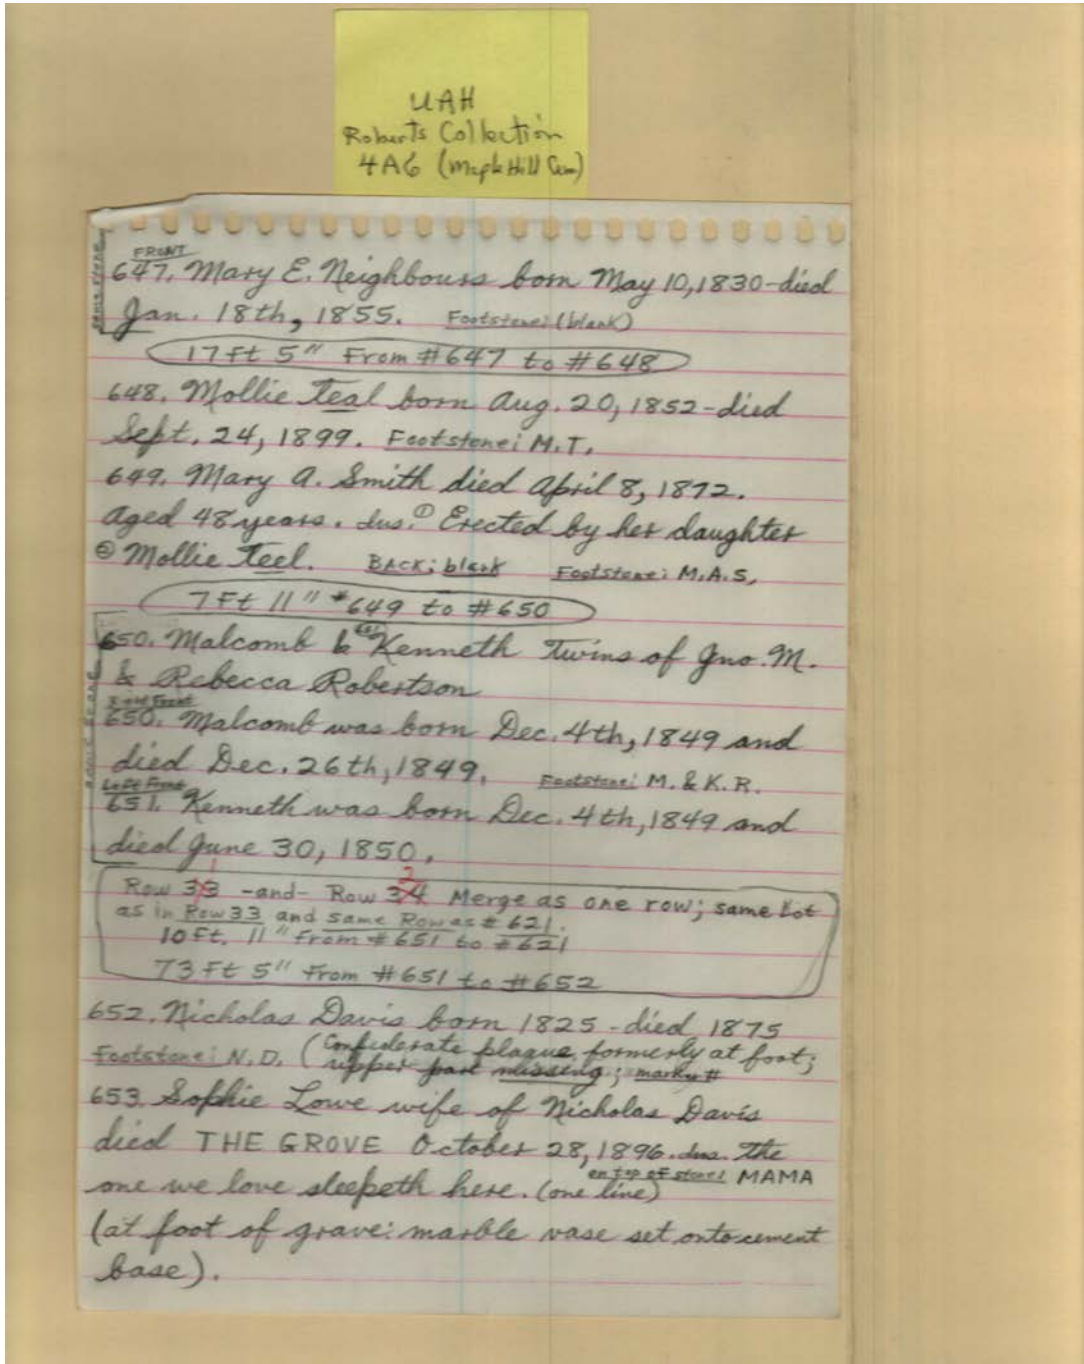 UAH
Roberts Collection
4A6 (Maple Hill Cem)
FRONT
647. Mary E. Neighbours born May 10, 1830-died
Jan. 18th, 1855. Footstone: (blank)
17 Ft 5" From #647 to #648
648. Mollie Teal born Aug. 20, 1852-died
Sept. 24, 1899. Footstone: M.T.
649. Mary A. Smith died April 8, 1872.
Aged 48 years. Ins. ① Erected by her daughter
② Mollie Teel. BACK: blank Footstone: M.A.S.
7 Ft 11" #649 to #650
650. Malcomb & 651 Kenneth Twins of Jno. M.
& Rebecca Robertson
Right Front
650. Malcomb was born Dec. 4th, 1849 and
died Dec. 26th, 1849. Footstone: M. & K. R.
Left Front
651. Kenneth was born Dec. 4th, 1849 and
died June 30, 1850.
Row 33 -and- Row 34 Merge as one row; same Lot
as in Row 33 and same Row as #621.
10 Ft. 11" From #651 to #621
73 Ft 5" From #651 to #652
652. Nicholas Davis born 1825 - died 1875
Footstone: N.D. (Confederate plaque formerly at foot;
upper part missing;
653. Sophie Lowe wife of Nicholas Davis
died THE GROVE October 28, 1896. Ins. The
on top of stone: MAMA
one we love sleepeth here. (one line)
(at foot of grave: marble vase set onto cement
base).